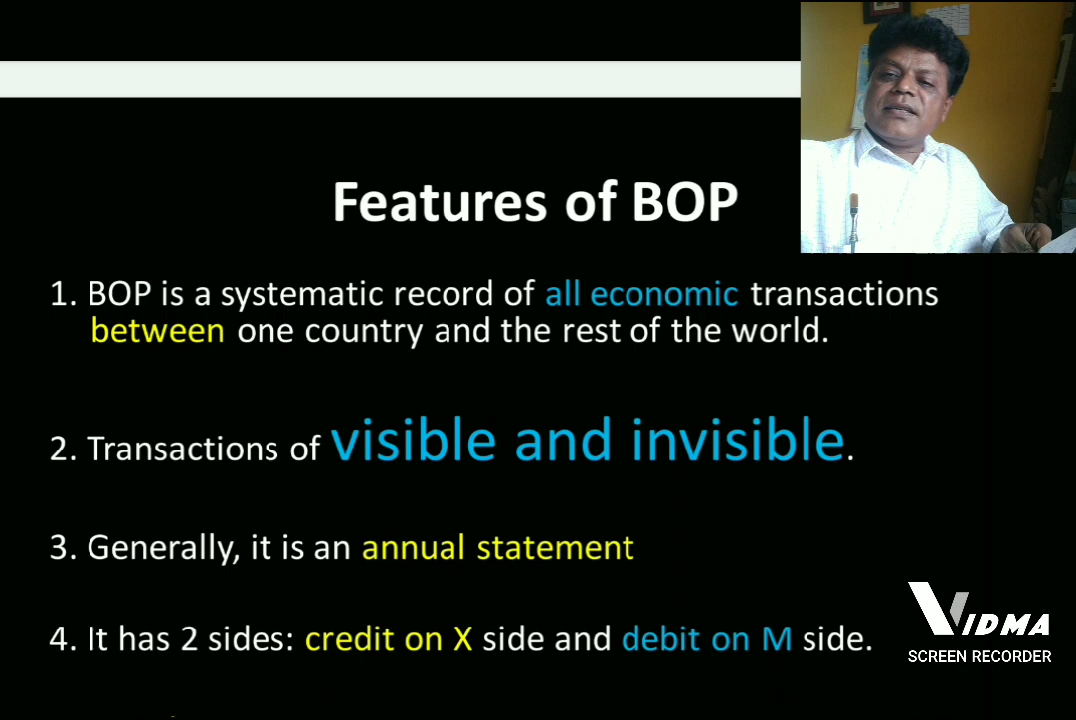 Features of BOP
1. BOP is a systematic record of all economic transactions
between one country and the rest of the world.
2. Transactions of visible and invisible.
3. Generally, it is an annual statement
4. It has 2 sides: credit on X side and debit on M side.
VIDMA
SCREEN RECORDER